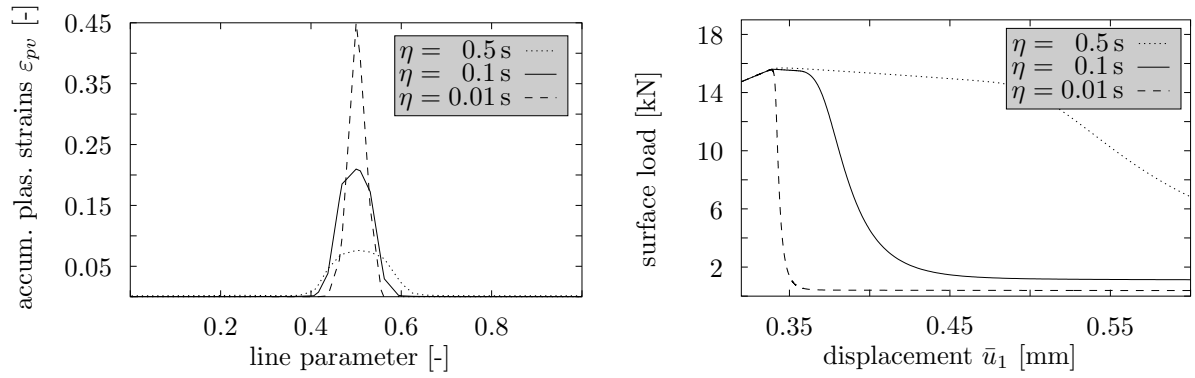 accum. plas. strains εpv [-]
0.45
0.35
0.25
0.15
0.05
η = 0.5 s
η = 0.1 s
η = 0.01 s
0.2 0.4 0.6 0.8
line parameter [-]
surface load [kN]
18
14
10
6
2
η = 0.5 s
η = 0.1 s
η = 0.01 s
0.35 0.45 0.55
displacement ū1 [mm]